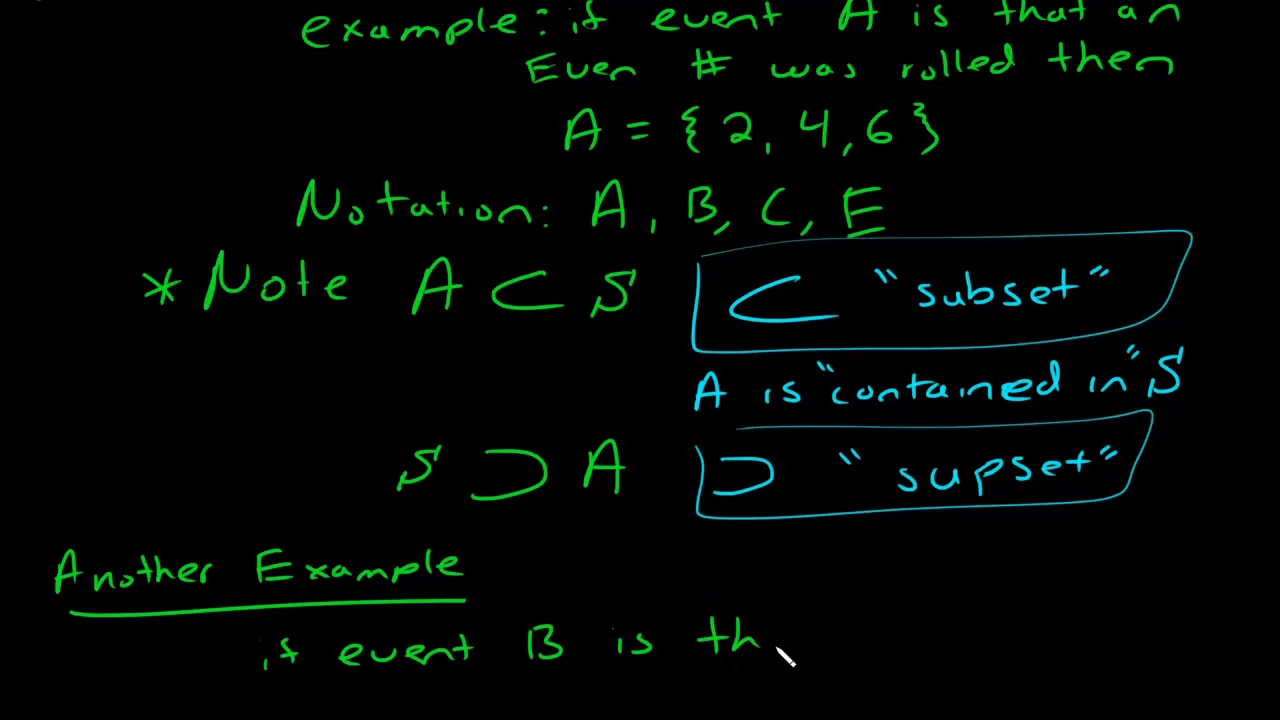 example: if event A is that an
Even # was rolled then
A = {2, 4, 6}
Notation: A, B, C, E
* Note A ⊂ S ⊂ "subset"
A is "contained in" S
S ⊃ A ⊃ "supset"
Another Example
if event B is th